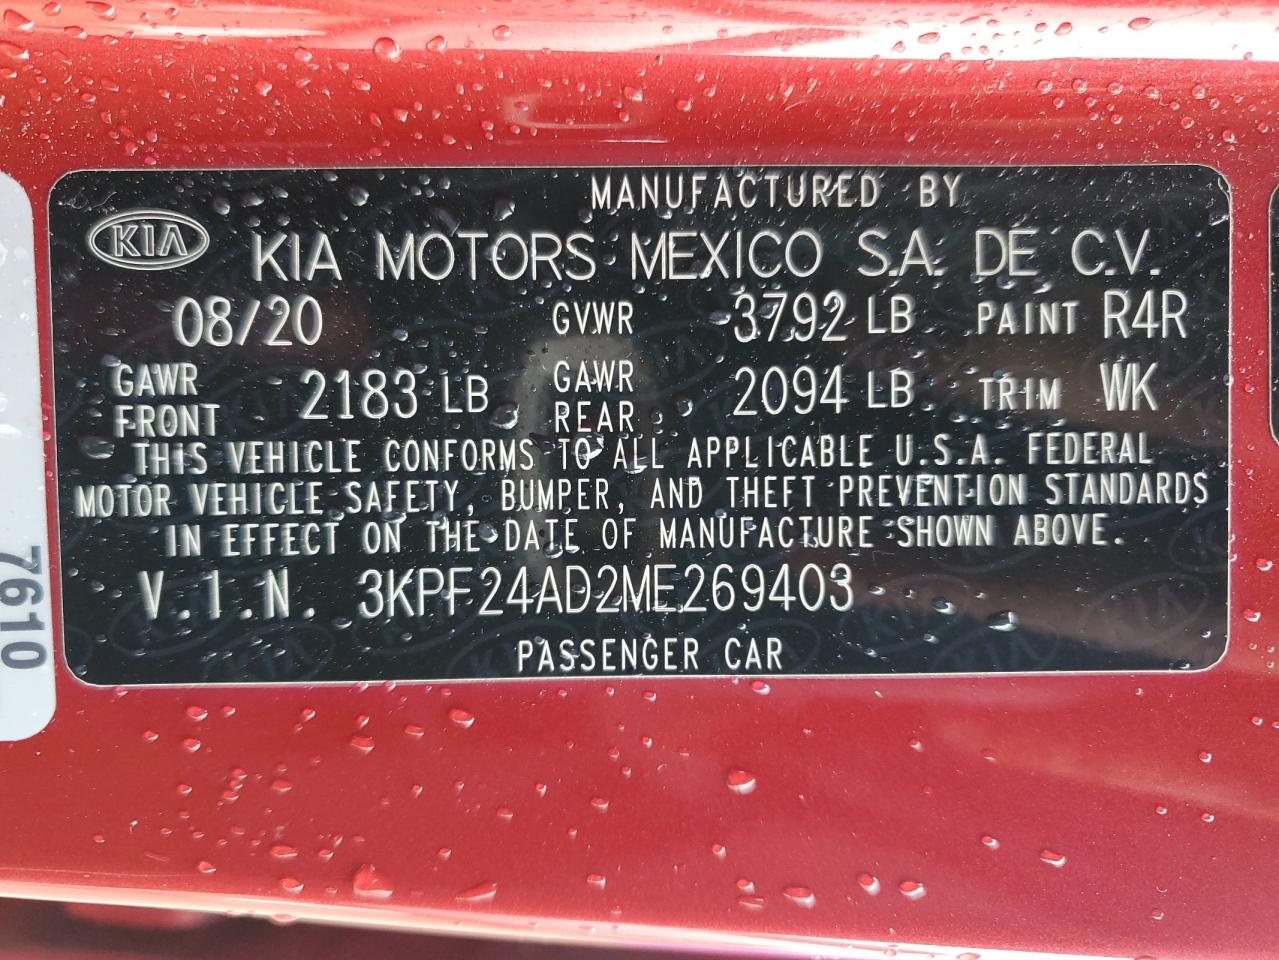 MANUFACTURED BY
KIA
KIA MOTORS MEXICO S.A. DE C.V.
08/20 GVWR 3792 LB PAINT R4R
GAWR FRONT 2183 LB GAWR REAR 2094 LB TRIM WK
THIS VEHICLE CONFORMS TO ALL APPLICABLE U.S.A. FEDERAL
MOTOR VEHICLE SAFETY, BUMPER, AND THEFT PREVENTION STANDARDS
IN EFFECT ON THE DATE OF MANUFACTURE SHOWN ABOVE.
V.I.N. 3KPF24AD2ME269403
PASSENGER CAR
7610